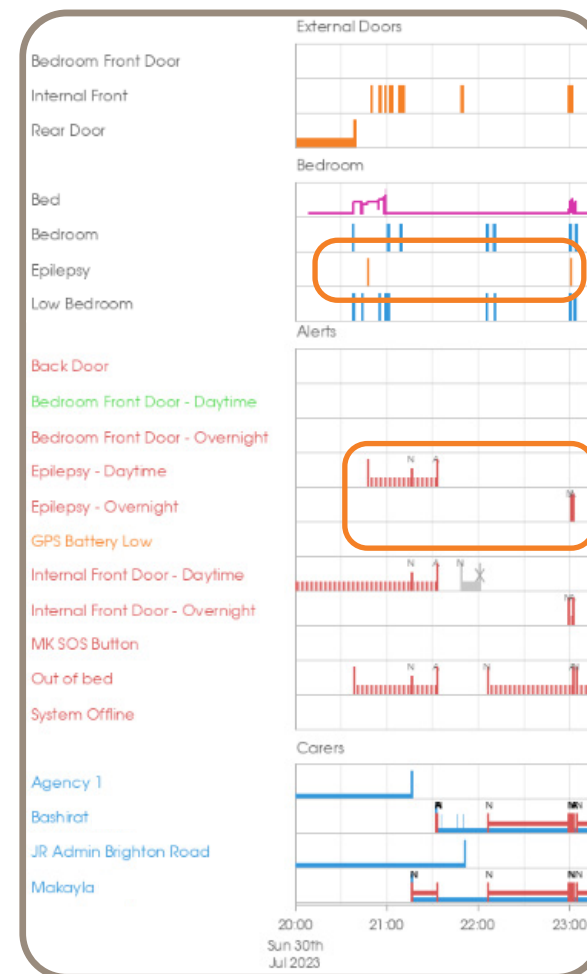 External Doors
Bedroom Front Door
Internal Front
Rear Door
Bedroom
Bed
Bedroom
Epilepsy
Low Bedroom
Alerts
Back Door
Bedroom Front Door - Daytime
Bedroom Front Door - Overnight
Epilepsy - Daytime
N A
Epilepsy - Overnight
GPS Battery Low
Internal Front Door - Daytime
N A N
Internal Front Door - Overnight
MK SOS Button
Out of bed
N A N
System Offline
Carers
Agency 1
Bashirat
N
JR Admin Brighton Road
Makayla
N N
20:00 21:00 22:00 23:00
Sun 30th
Jul 2023